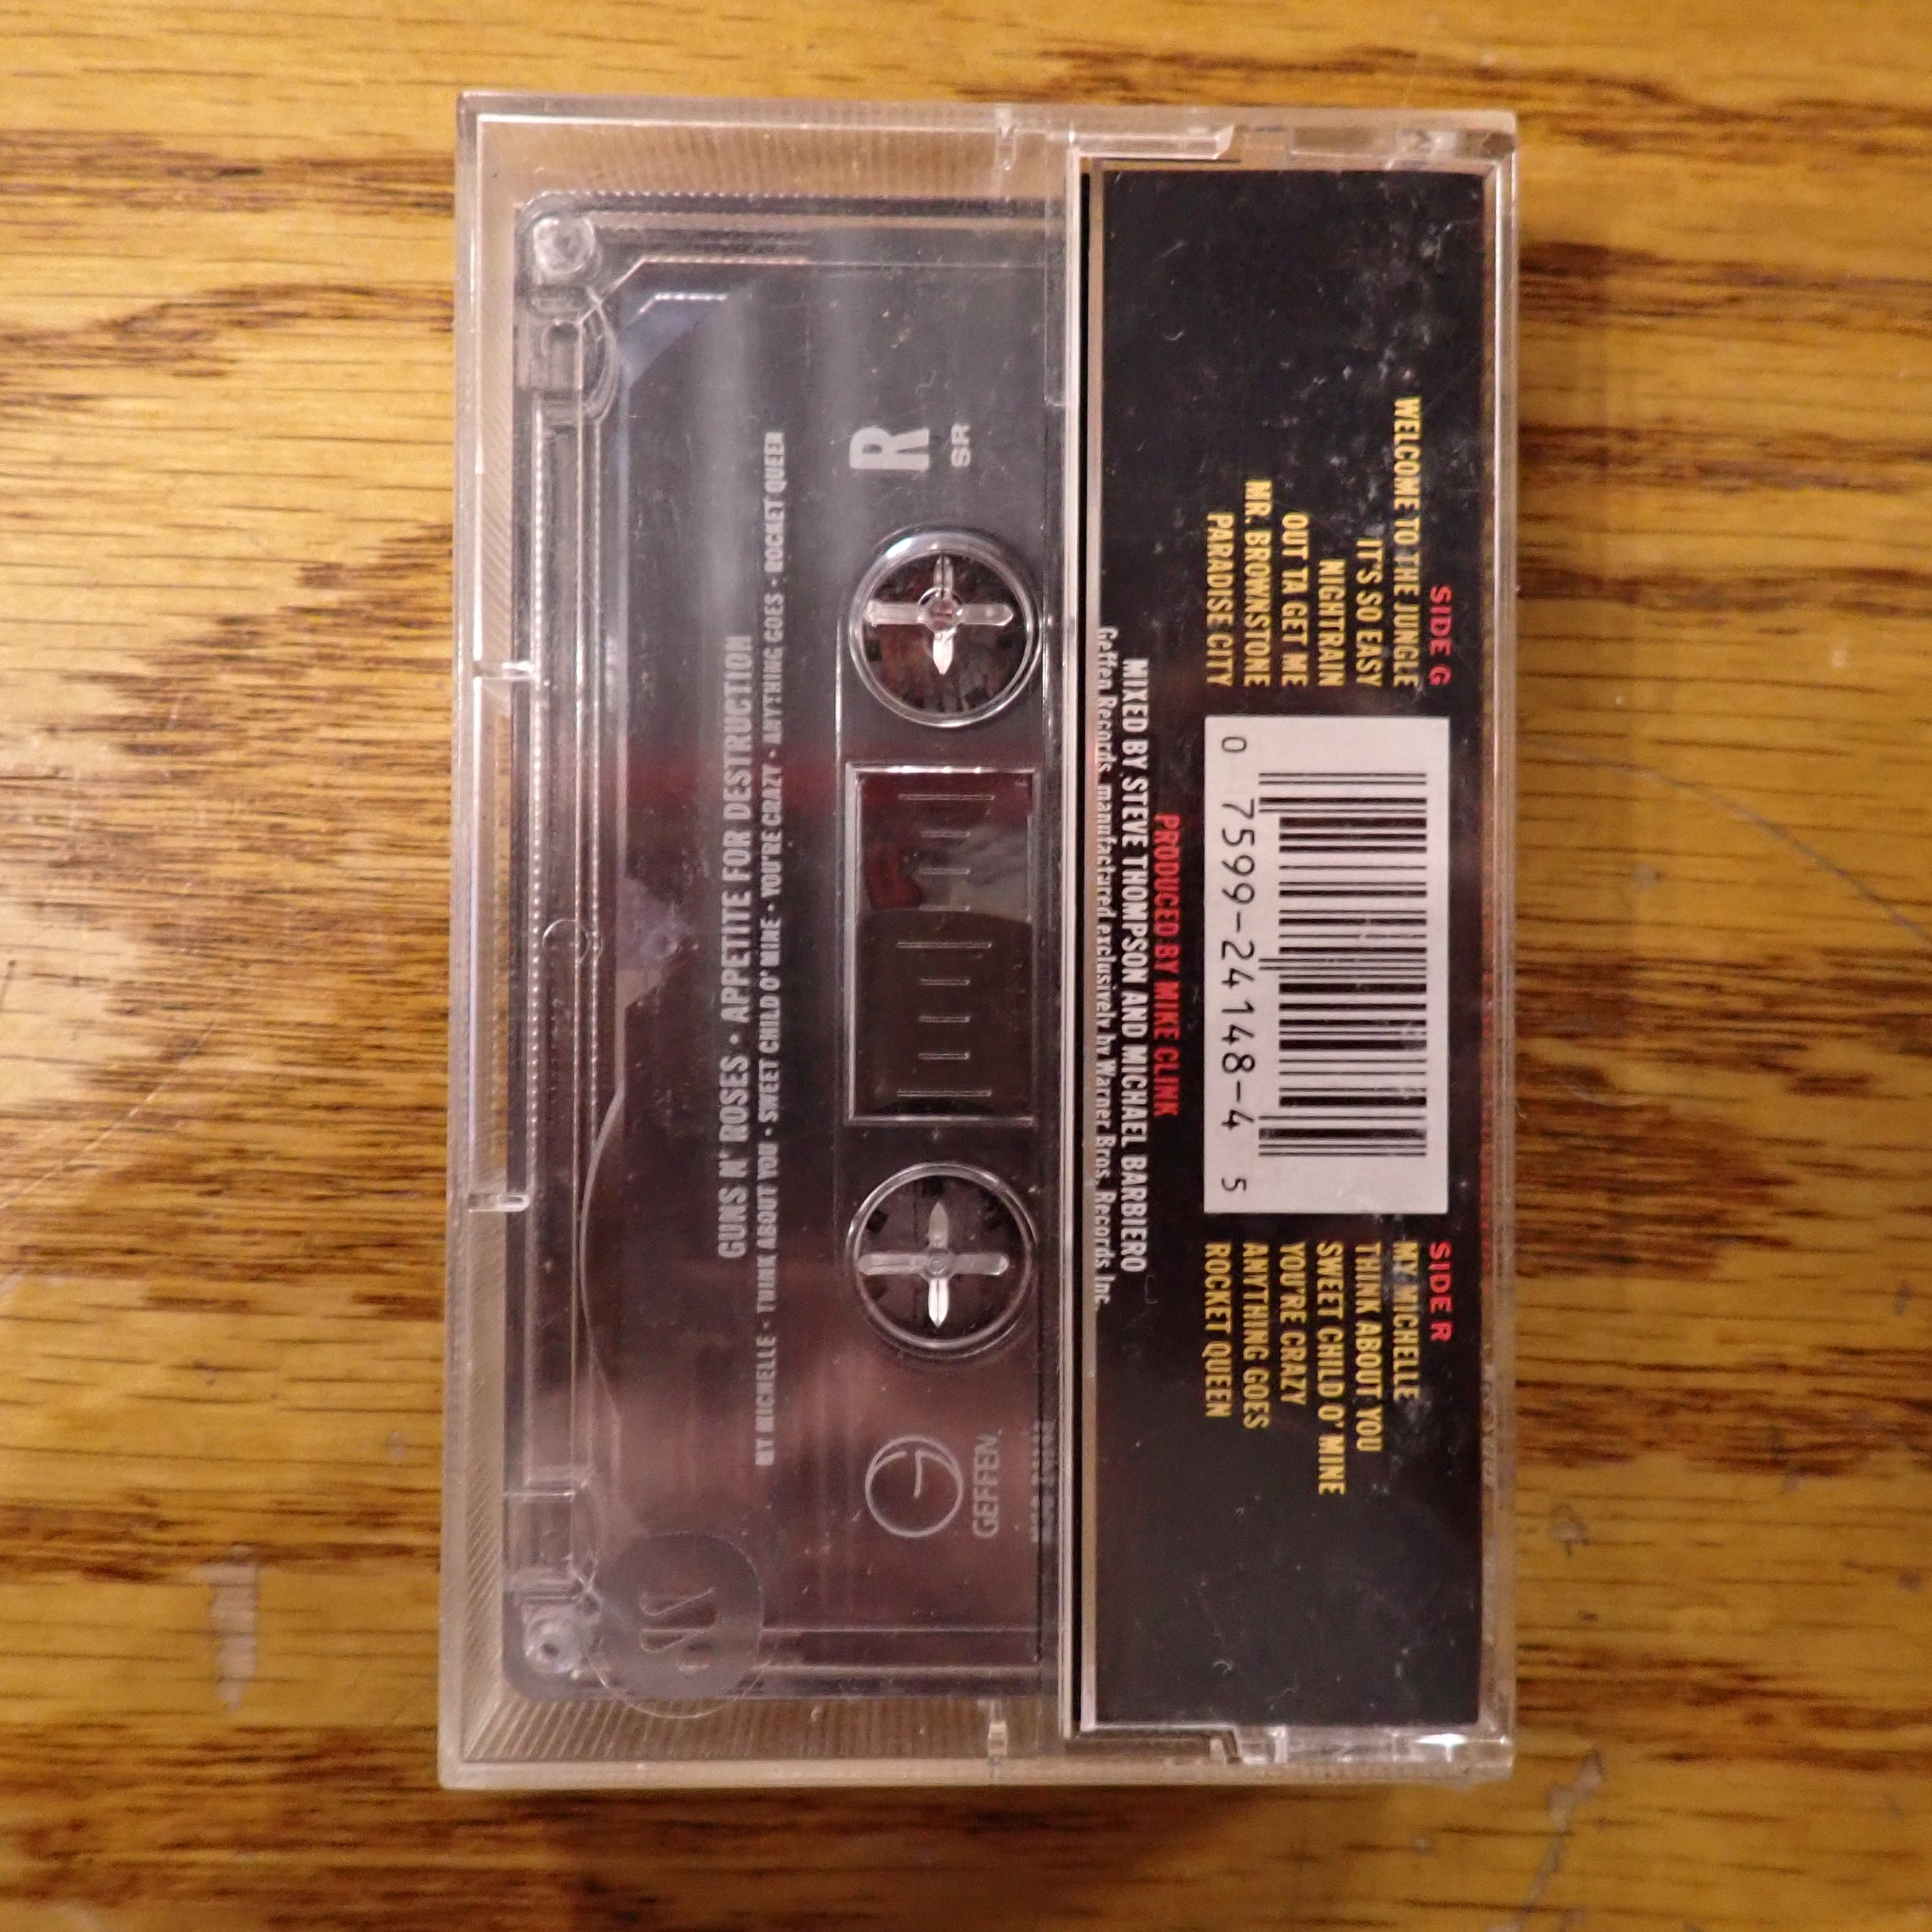 SIDE G
WELCOME TO THE JUNGLE
IT'S SO EASY
NIGHTRAIN
OUT TA GET ME
MR. BROWNSTONE
PARADISE CITY
0 7599-24148-4 5
SIDE R
MY MICHELLE
THINK ABOUT YOU
SWEET CHILD O' MINE
YOU'RE CRAZY
ANYTHING GOES
ROCKET QUEEN
PRODUCED BY MIKE CLINK
MIXED BY STEVE THOMPSON AND MICHAEL BARBIERO
Geffen Records, manufactured exclusively by Warner Bros. Records Inc.
GUNS N' ROSES • APPETITE FOR DESTRUCTION
MY MICHELLE • THINK ABOUT YOU • SWEET CHILD O' MINE • YOU'RE CRAZY • ANYTHING GOES • ROCKET QUEEN
R
SR
GEFFEN